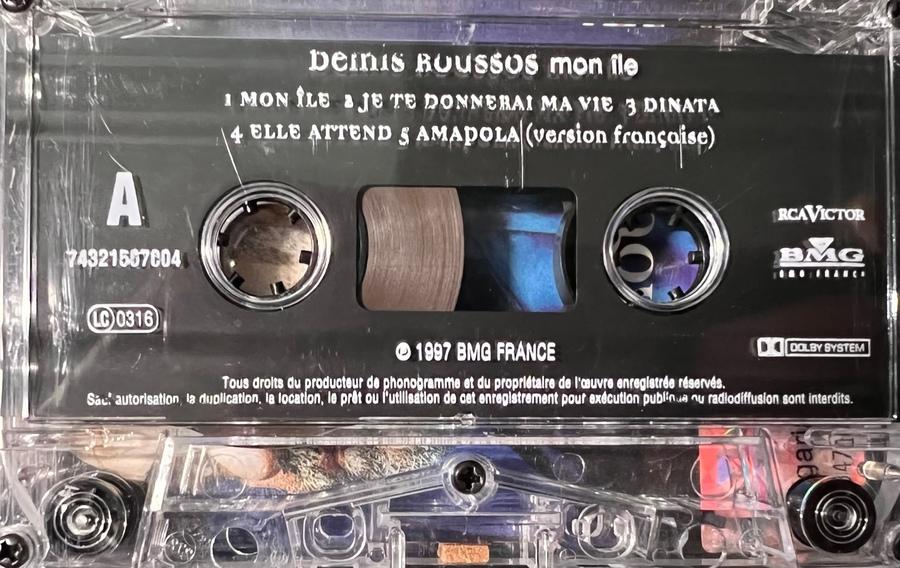 DEMIS ROUSSOS mon île
1 MON ÎLE 2 JE TE DONNERAI MA VIE 3 DINATA
4 ELLE ATTEND 5 AMAPOLA (version française)
A
74321507004
LC 0316
RCA VICTOR
BMG
BMG FRANCE
DOLBY SYSTEM
℗ 1997 BMG FRANCE
Tous droits du producteur de phonogramme et du propriétaire de l'œuvre enregistrée réservés.
Sauf autorisation, la duplication, la location, le prêt ou l'utilisation de cet enregistrement pour exécution publique ou radiodiffusion sont interdits.